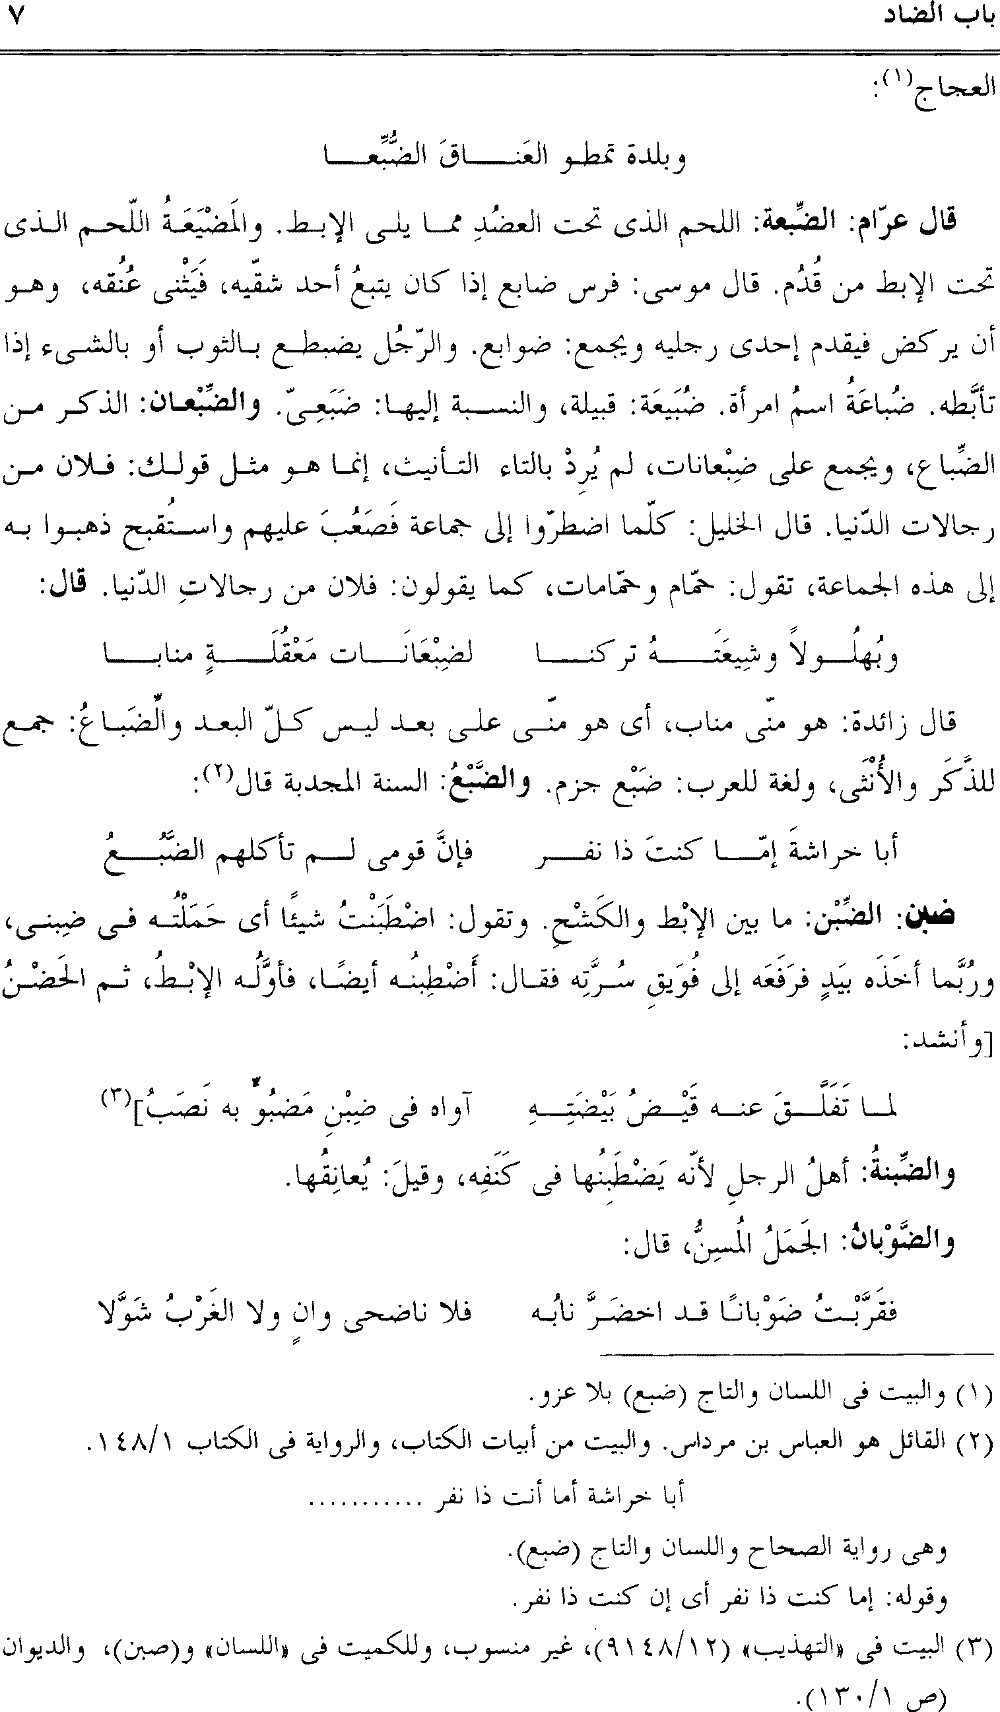 باب الضاد ٧
العجاج(١):
وبلدة تمطو العَنـاقَ الضُّبَّعـا
قال عرّام: الضِّبعة: اللحم الذى تحت العضُدِ مما يلى الإبط. والمَضْيَعَةُ اللّحم الذى
تحت الإبط من قُدُم. قال موسى: فرس ضابع إذا كان يتبعُ أحد شقّيه، فَيَثْنى عُنُقه، وهو
أن يركض فيقدم إحدى رجليه ويجمع: ضوابع. والرّجُل يضبطع بالثوب أو بالشىء إذا
تأبَّطه. ضُباعَةُ اسمُ امرأة. ضُبَيعَة: قبيلة، والنسبة إليها: ضَبَعِىّ. والضِّبْعان: الذكر من
الضِّباع، ويجمع على ضِبْعانات، لم يُرِدْ بالتاء التأنيث، إنما هو مثل قولك: فلان من
رجالات الدّنيا. قال الخليل: كلّما اضطرّوا إلى جماعة فَصَعُبَ عليهم واستُقبح ذهبوا به
إلى هذه الجماعة، تقول: حمّام وحمّامات، كما يقولون: فلان من رجالاتِ الدّنيا. قال:
وبُهلُولاً وشِيعَتَهُ تركنا لضِبْعَانَات مَعْقُلَةٍ منابا
قال زائدة: هو منّى مناب، أى هو منّى على بعد ليس كلّ البعد والضِّبَاعُ: جمع
للذَّكَر والأُنْثَى، ولغة للعرب: ضَبْع جزم. والضَّبْعُ: السنة المجدبة قال(٢):
أبا خراشةَ إمّا كنتَ ذا نفر فإنَّ قومى لم تأكلهم الضَّبُعُ
ضبن: الضِّبْن: ما بين الإبْط والكَشْحِ. وتقول: اضْطَبَنْتُ شيئًا أى حَمَلْتُه فى ضِبنى،
ورُبَّما أخَذَه بيَدٍ فرَفَعَه إلى فُوَيقِ سُرَّتِه فقال: أَضْطِبنُه أيضًا، فأوَّلُه الإبْطُ، ثم الحَضْنُ
[وأنشد:
لما تَفَلَّقَ عنه قَيْضُ بَيْضَتِهِ آواه فى ضِبْنِ مَضبُوٍّ به نَصَبُ](٣)
والضِّبنةُ: أهلُ الرجلِ لأنّه يَضْطَبِنُها فى كَنَفِه، وقيلَ: يُعانِقُها.
والضَّوْبانُ: الجَمَلُ المُسِنُّ، قال:
فقَرَّبْتُ ضَوْبانًا قد اخضَرَّ نابُه فلا ناضحى وانٍ ولا الغَرْبُ شَوَّلا
(١) والبيت فى اللسان والتاج (ضبع) بلا عزو.
(٢) القائل هو العباس بن مرداس. والبيت من أبيات الكتاب، والرواية فى الكتاب ١٤٨/١.
أبا خراشة أما أنت ذا نفر ...........
وهى رواية الصحاح واللسان والتاج (ضبع).
وقوله: إما كنت ذا نفر أى إن كنت ذا نفر.
(٣) البيت فى «التهذيب» (٩١٤٨/١٢)، غير منسوب، وللكميت فى «اللسان» و(صبن)، والديوان
(ص ١٣٠/١).